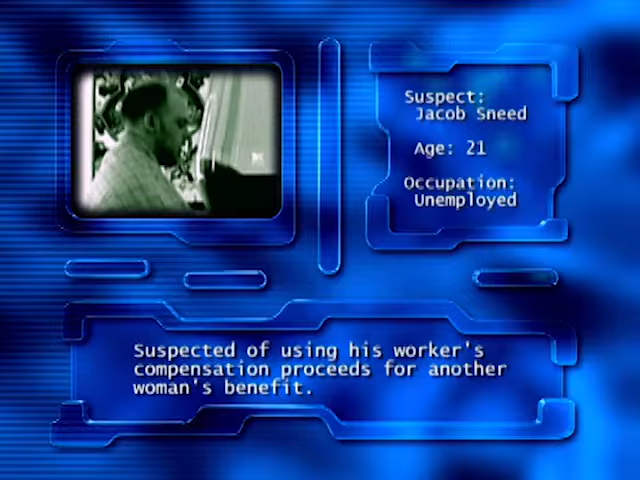 Suspect:
Jacob Sneed
Age: 21
Occupation:
Unemployed
Suspected of using his worker's
compensation proceeds for another
woman's benefit.